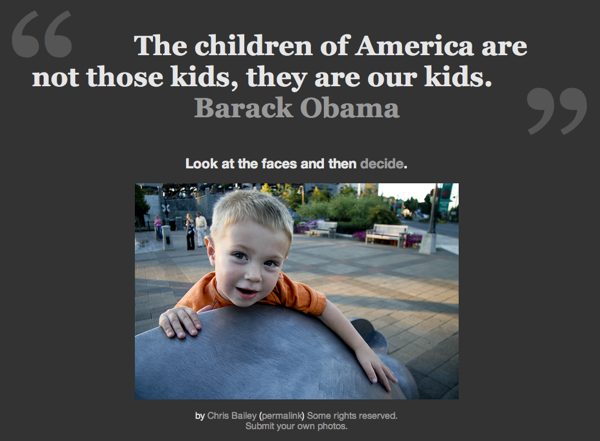 “ The children of America are
not those kids, they are our kids. ”
Barack Obama
Look at the faces and then decide.
by Chris Bailey (permalink) Some rights reserved.
Submit your own photos.